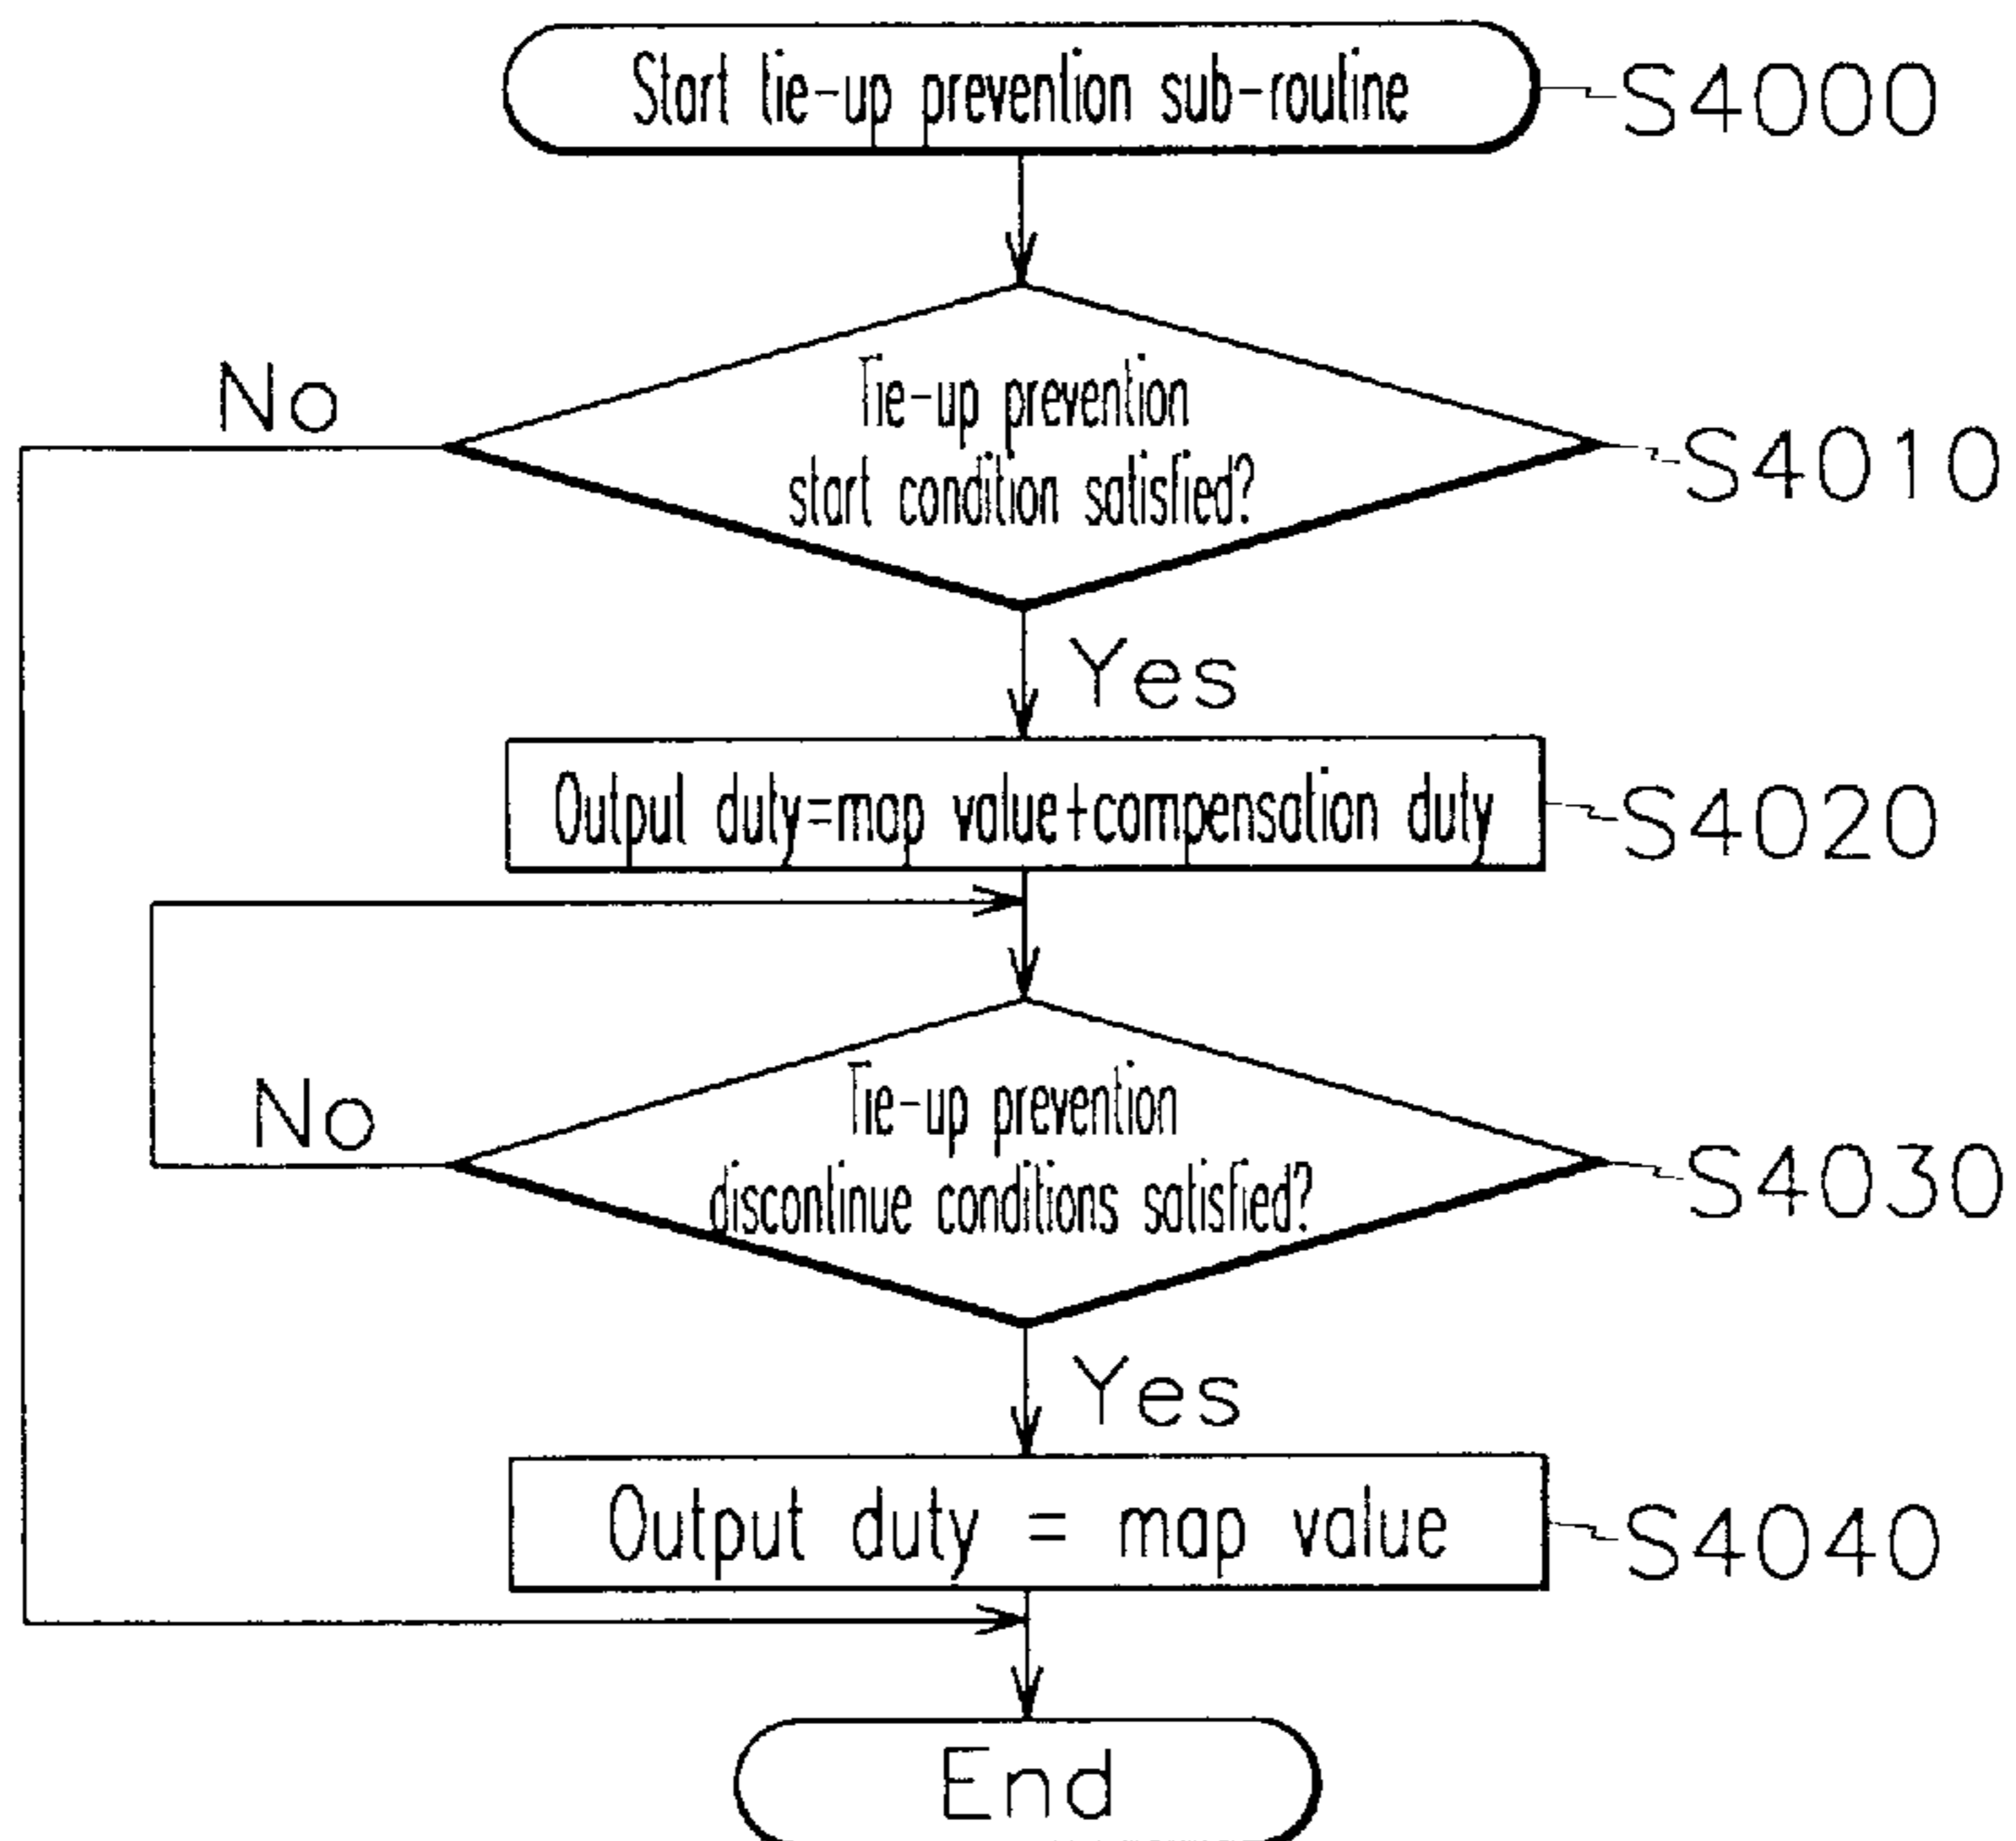 Start tie-up prevention sub-routine
S4000
No
Tie-up prevention
start condition satisfied?
S4010
Yes
Output duty=map value+compensation duty
S4020
No
Tie-up prevention
discontinue conditions satisfied?
S4030
Yes
Output duty = map value
S4040
End